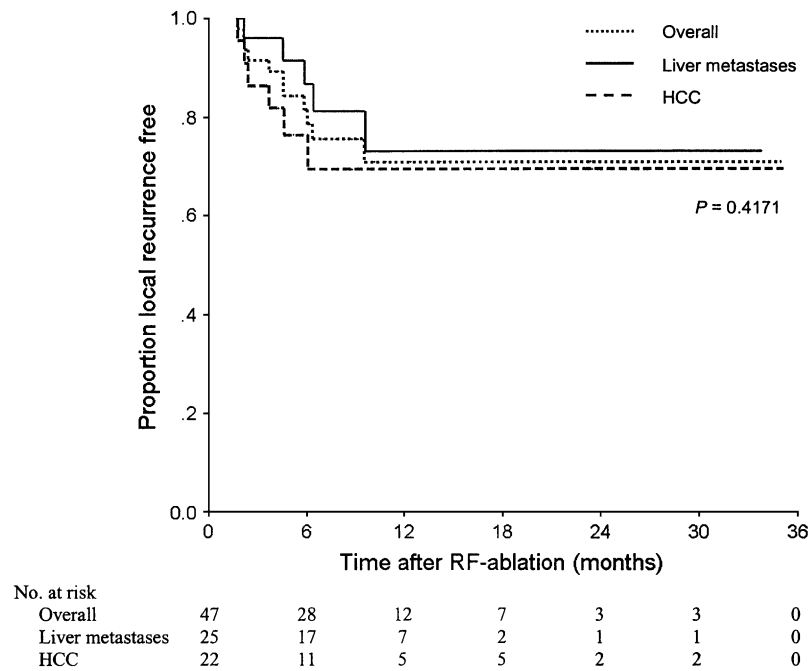 1.0
.8
.6
.4
.2
0.0
Proportion local recurrence free
Overall
Liver metastases
HCC
P = 0.4171
0 6 12 18 24 30 36
Time after RF-ablation (months)
No. at risk
Overall 47 28 12 7 3 3 0
Liver metastases 25 17 7 2 1 1 0
HCC 22 11 5 5 2 2 0